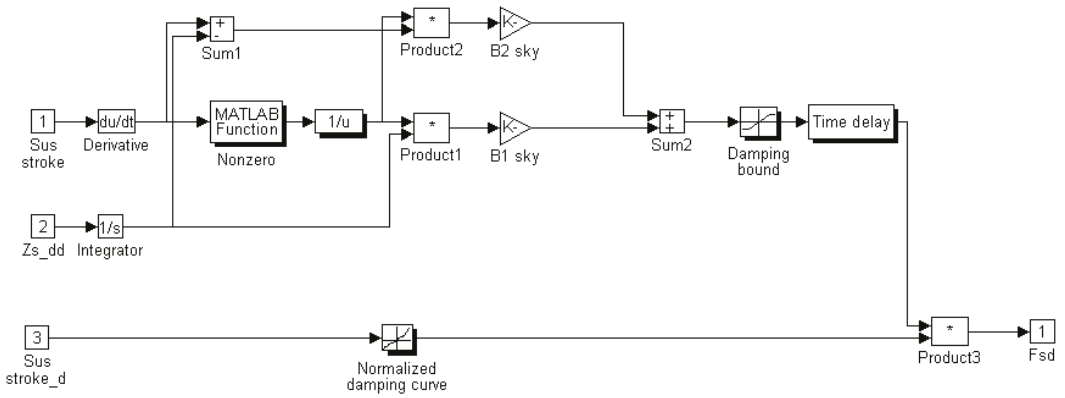 +
-
Sum1
*
Product2
K-
B2 sky
1
Sus
stroke
du/dt
Derivative
MATLAB
Function
Nonzero
1/u
*
Product1
K-
B1 sky
+
+
Sum2
Damping
bound
Time delay
2
Zs_dd
1/s
Integrator
3
Sus
stroke_d
Normalized
damping curve
*
Product3
1
Fsd